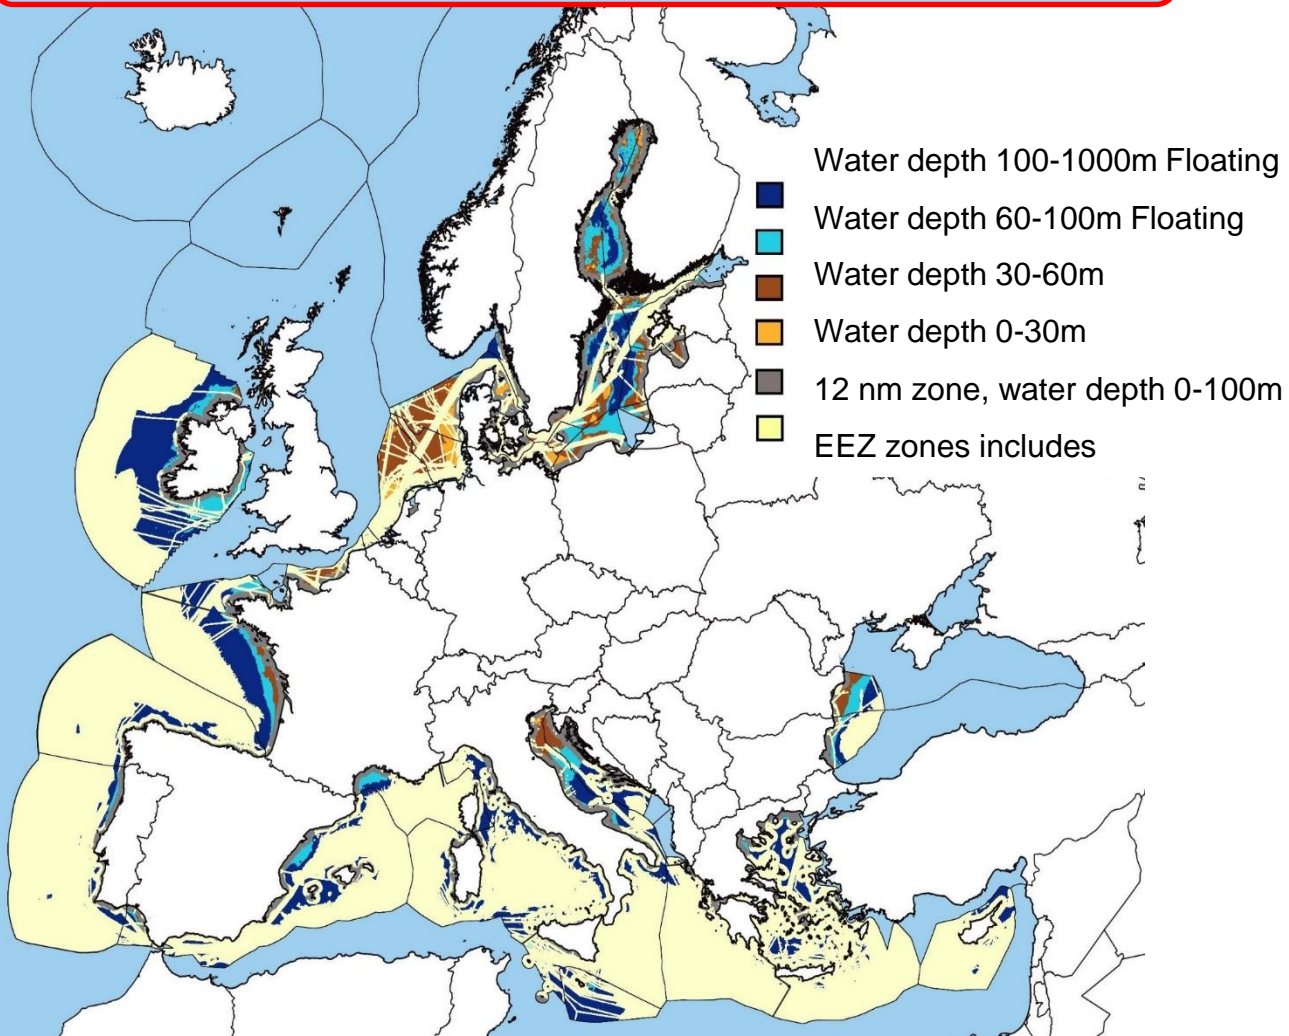 Water depth 100-1000m Floating
Water depth 60-100m Floating
Water depth 30-60m
Water depth 0-30m
12 nm zone, water depth 0-100m
EEZ zones includes